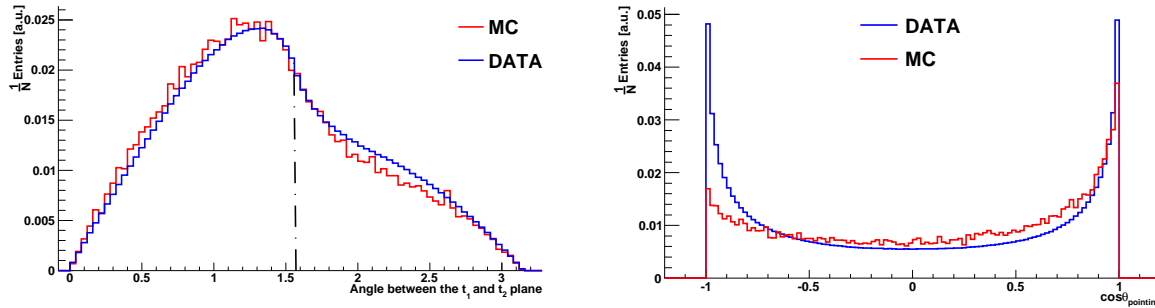 1/N Entries [a.u.]
0.025
0.02
0.015
0.01
0.005
0
MC
DATA
0 0.5 1 1.5 2 2.5 3
Angle between the t1 and t2 plane
1/N Entries [a.u.]
0.05
0.04
0.03
0.02
0.01
0
DATA
MC
-1 -0.5 0 0.5 1
cosθpointin